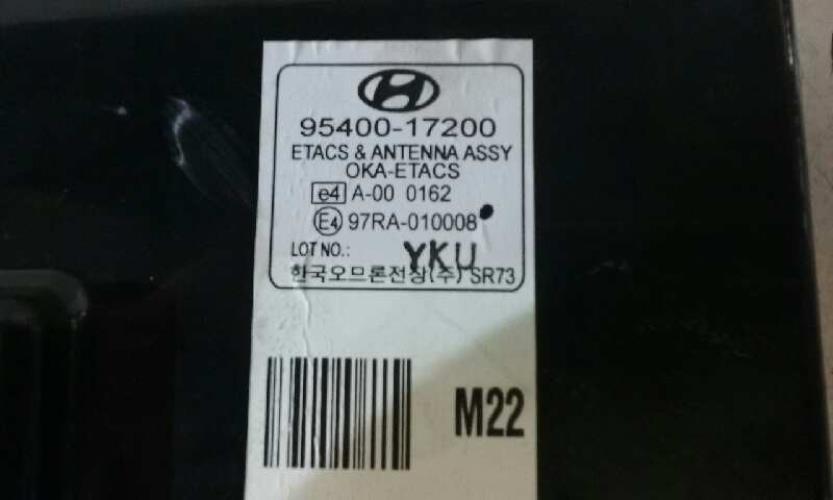 95400-17200
ETACS & ANTENNA ASSY
OKA-ETACS
e4 A-00 0162
E4 97RA-010008
LOT NO.: YKU
한국오므론전장(주) SR73
M22